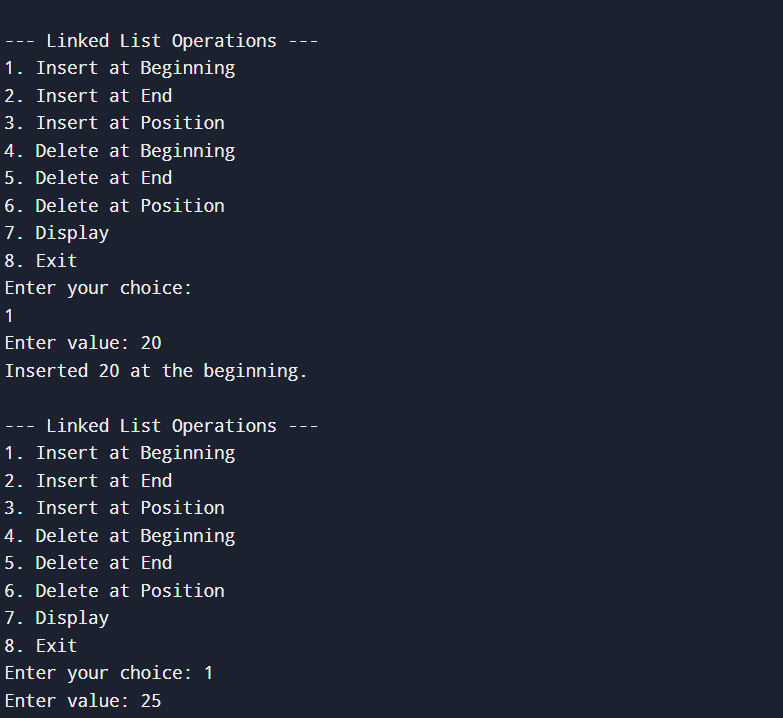 --- Linked List Operations ---
1. Insert at Beginning
2. Insert at End
3. Insert at Position
4. Delete at Beginning
5. Delete at End
6. Delete at Position
7. Display
8. Exit
Enter your choice:
1
Enter value: 20
Inserted 20 at the beginning.

--- Linked List Operations ---
1. Insert at Beginning
2. Insert at End
3. Insert at Position
4. Delete at Beginning
5. Delete at End
6. Delete at Position
7. Display
8. Exit
Enter your choice: 1
Enter value: 25